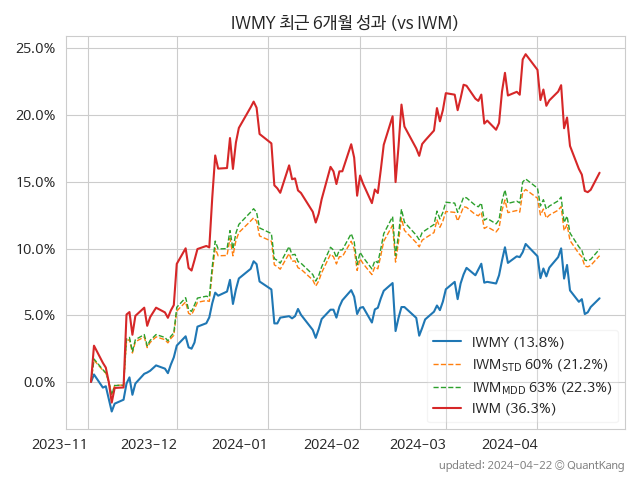 IWMY 최근 6개월 성과 (vs IWM)
25.0%
20.0%
15.0%
10.0%
5.0%
0.0%
IWMY (13.8%)
IWM_STD 60% (21.2%)
IWM_MDD 63% (22.3%)
IWM (36.3%)
2023−11 2023−12 2024−01 2024−02 2024−03 2024−04
updated: 2024-04-22 © QuantKang